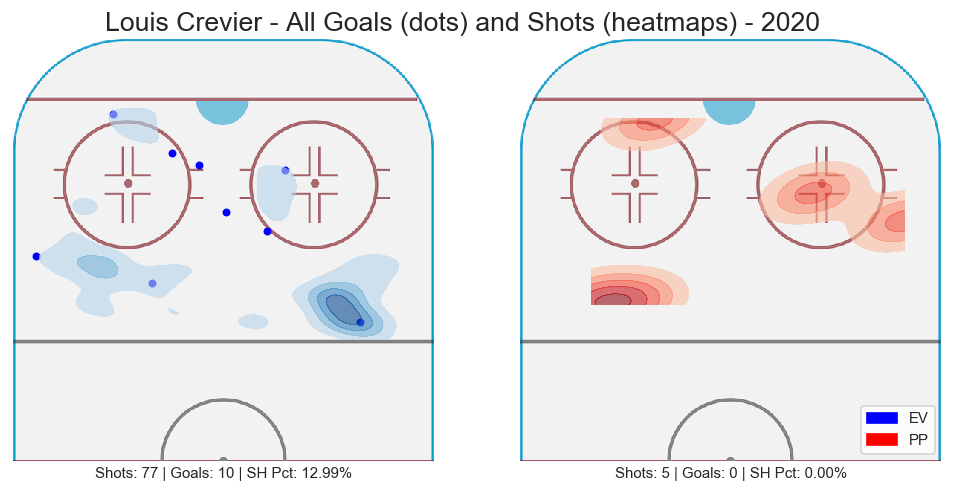 Louis Crevier - All Goals (dots) and Shots (heatmaps) - 2020
EV
PP
Shots: 77 | Goals: 10 | SH Pct: 12.99%
Shots: 5 | Goals: 0 | SH Pct: 0.00%